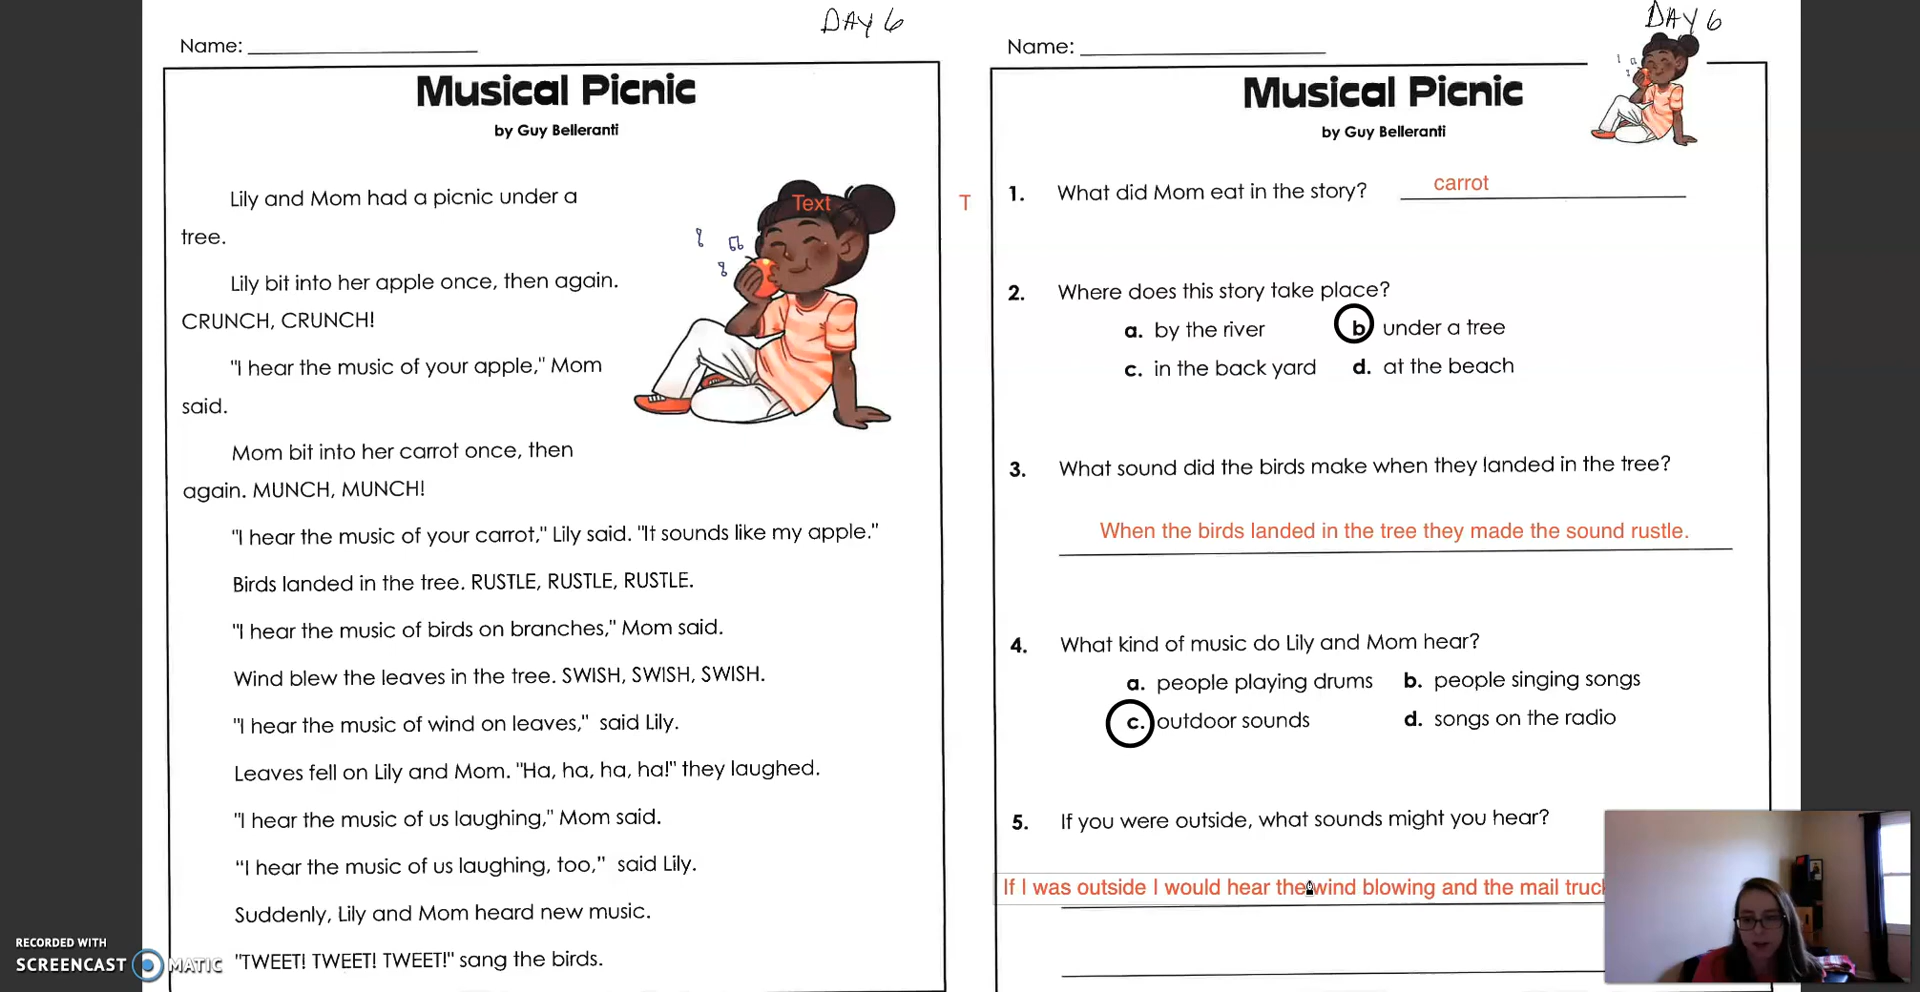 DAY 6
Name:
Musical Picnic
by Guy Belleranti
Text
Lily and Mom had a picnic under a
tree.
Lily bit into her apple once, then again.
CRUNCH, CRUNCH!
"I hear the music of your apple," Mom
said.
Mom bit into her carrot once, then
again. MUNCH, MUNCH!
"I hear the music of your carrot," Lily said. "It sounds like my apple."
Birds landed in the tree. RUSTLE, RUSTLE, RUSTLE.
"I hear the music of birds on branches," Mom said.
Wind blew the leaves in the tree. SWISH, SWISH, SWISH.
"I hear the music of wind on leaves," said Lily.
Leaves fell on Lily and Mom. "Ha, ha, ha, ha!" they laughed.
"I hear the music of us laughing," Mom said.
"I hear the music of us laughing, too," said Lily.
Suddenly, Lily and Mom heard new music.
"TWEET! TWEET! TWEET!" sang the birds.
T
DAY 6
Name:
Musical Picnic
by Guy Belleranti
1. What did Mom eat in the story? carrot
2. Where does this story take place?
a. by the river b under a tree
c. in the back yard d. at the beach
3. What sound did the birds make when they landed in the tree?
When the birds landed in the tree they made the sound rustle.
4. What kind of music do Lily and Mom hear?
a. people playing drums b. people singing songs
c. outdoor sounds d. songs on the radio
5. If you were outside, what sounds might you hear?
If I was outside I would hear the wind blowing and the mail truck
RECORDED WITH
SCREENCAST MATIC